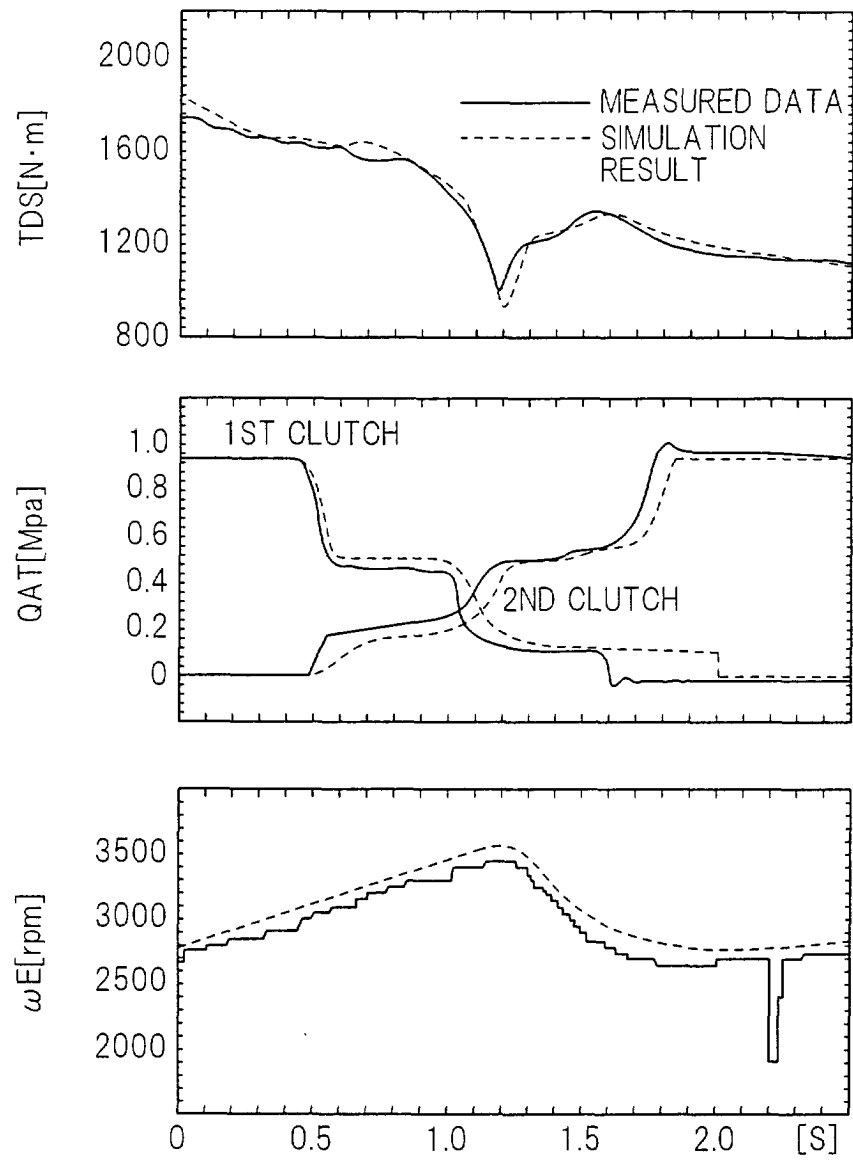 TDS[N·m]
2000
1600
1200
800
MEASURED DATA
SIMULATION
RESULT
QAT[Mpa]
1.0
0.8
0.6
0.4
0.2
0
1ST CLUTCH
2ND CLUTCH
ωE[rpm]
3500
3000
2500
2000
0 0.5 1.0 1.5 2.0 [S]